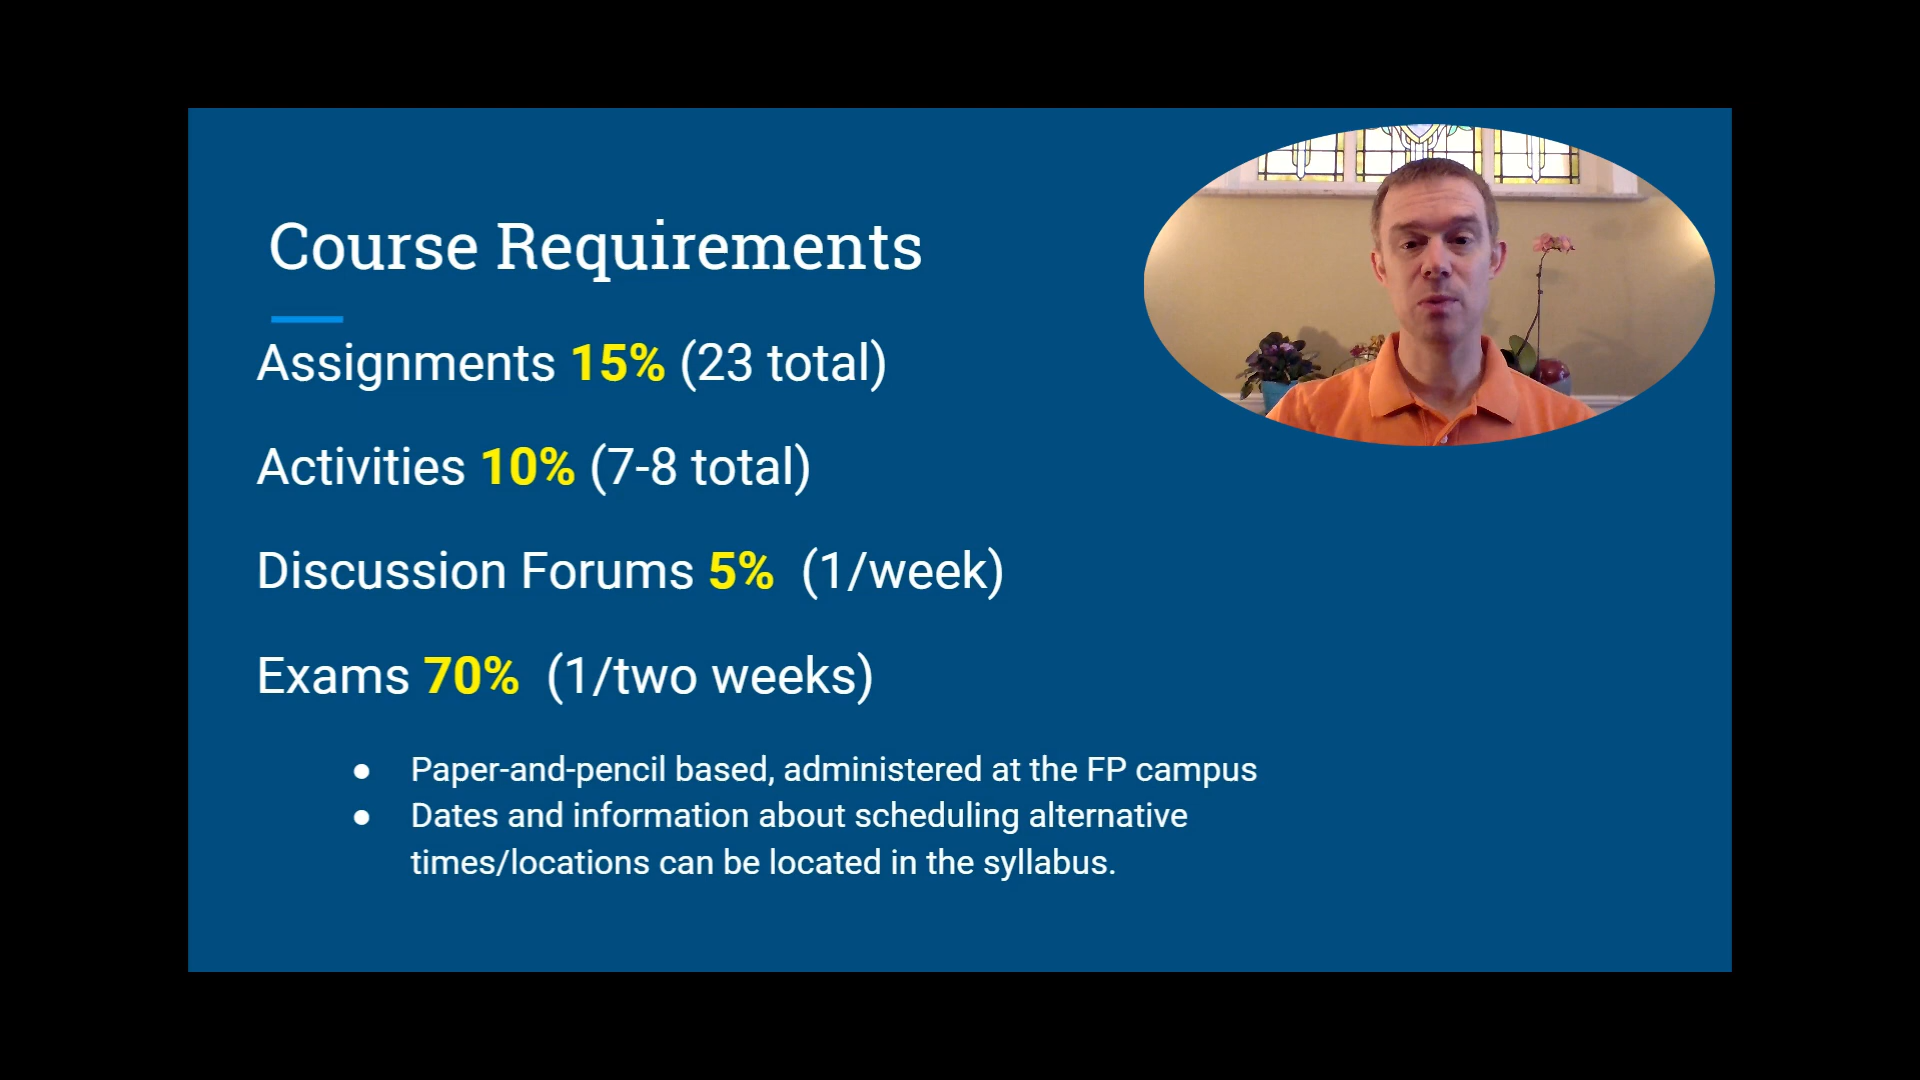 Course Requirements
Assignments 15% (23 total)
Activities 10% (7-8 total)
Discussion Forums 5% (1/week)
Exams 70% (1/two weeks)
● Paper-and-pencil based, administered at the FP campus
● Dates and information about scheduling alternative
times/locations can be located in the syllabus.